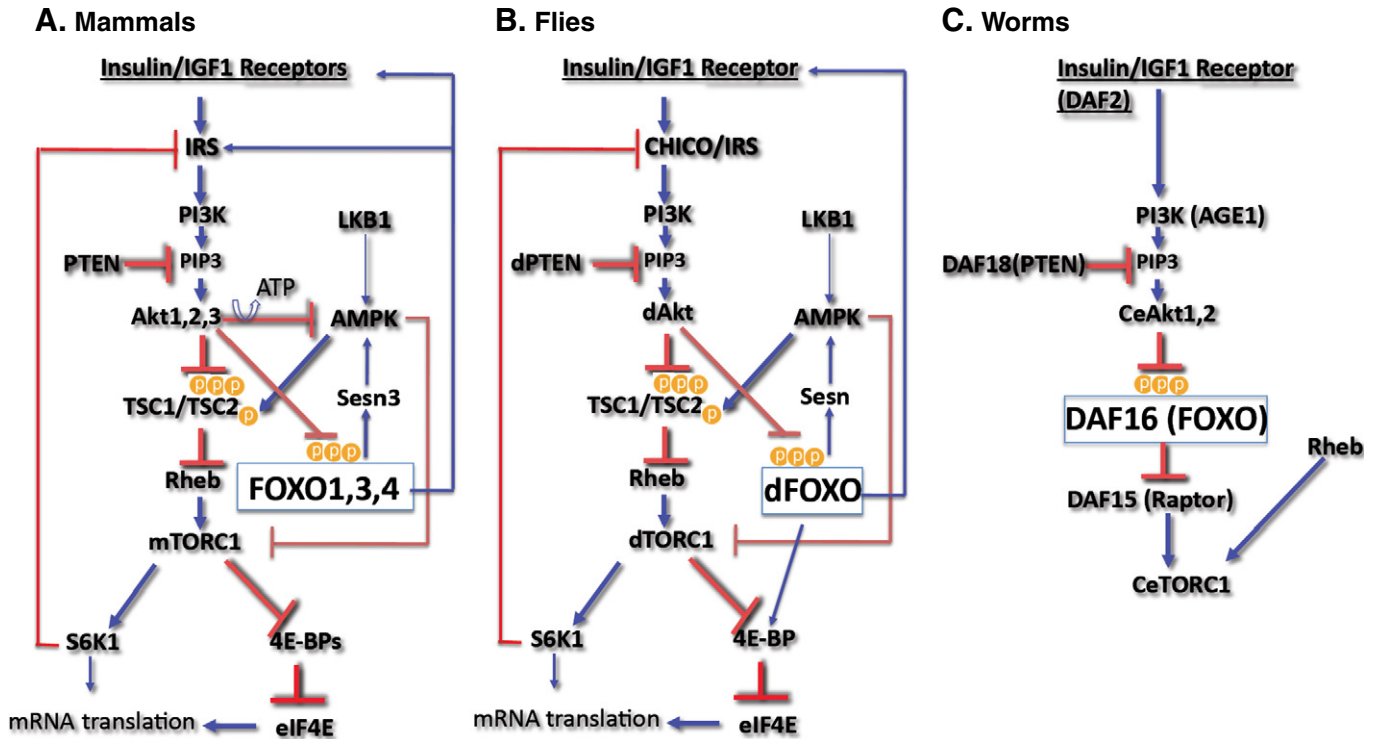 A. Mammals
Insulin/IGF1 Receptors
IRS
PI3K
LKB1
PTEN
PIP3
ATP
Akt1,2,3
AMPK
p p p
TSC1/TSC2
p
Sesn3
p p p
Rheb
FOXO1,3,4
mTORC1
S6K1
4E-BPs
mRNA translation
eIF4E
B. Flies
Insulin/IGF1 Receptor
CHICO/IRS
PI3K
LKB1
dPTEN
PIP3
dAkt
AMPK
p p p
TSC1/TSC2
p
Sesn
p p p
Rheb
dFOXO
dTORC1
S6K1
4E-BP
mRNA translation
eIF4E
C. Worms
Insulin/IGF1 Receptor
(DAF2)
PI3K (AGE1)
DAF18(PTEN)
PIP3
CeAkt1,2
p p p
DAF16 (FOXO)
Rheb
DAF15 (Raptor)
CeTORC1